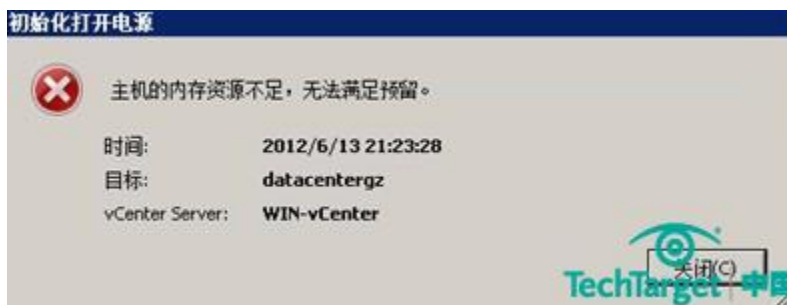 初始化打开电源
主机的内存资源不足，无法满足预留。
时间: 2012/6/13 21:23:28
目标: datacentergz
vCenter Server: WIN-vCenter
关闭(C)
TechTarget 中国